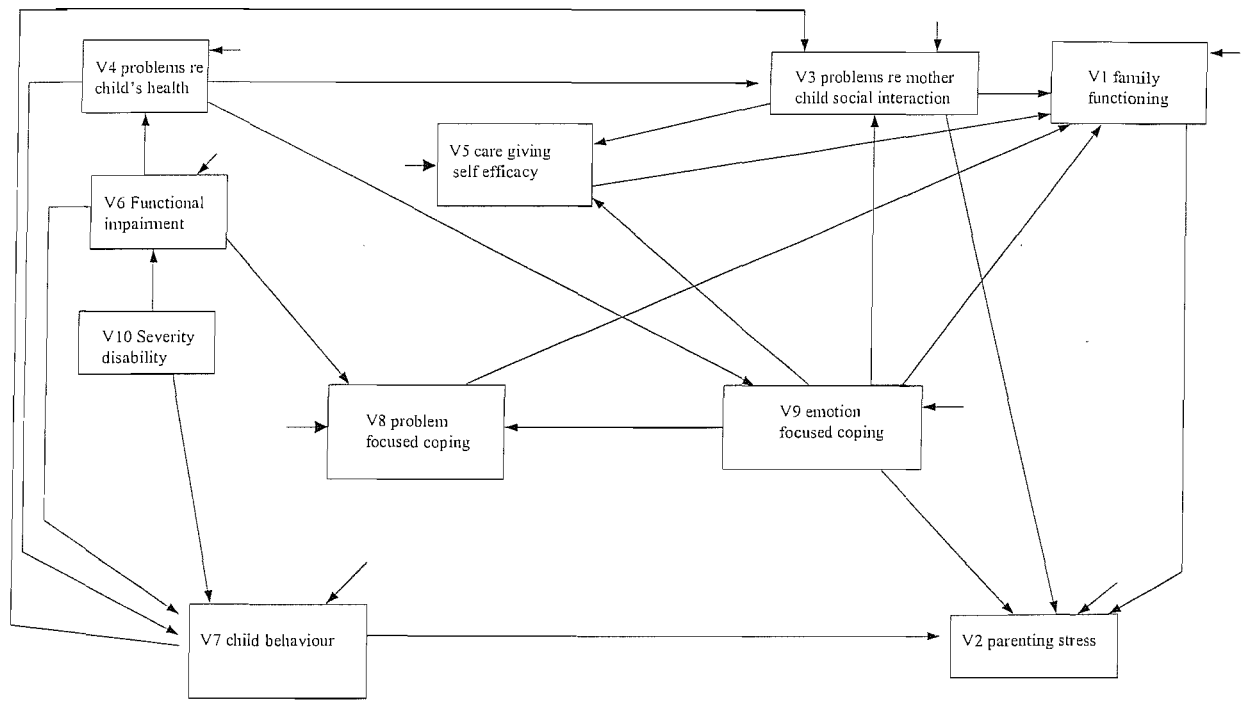 V4 problems re
child's health
V3 problems re mother
child social interaction
V1 family
functioning
V5 care giving
self efficacy
V6 Functional
impairment
V10 Severity
disability
V8 problem
focused coping
V9 emotion
focused coping
V7 child behaviour
V2 parenting stress